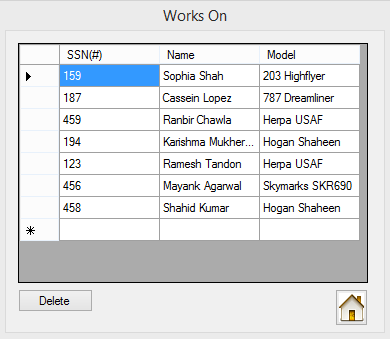 Works On
SSN(#) Name Model
159 Sophia Shah 203 Highflyer
187 Cassein Lopez 787 Dreamliner
459 Ranbir Chawla Herpa USAF
194 Karishma Mukher... Hogan Shaheen
123 Ramesh Tandon Herpa USAF
456 Mayank Agarwal Skymarks SKR690
458 Shahid Kumar Hogan Shaheen
Delete